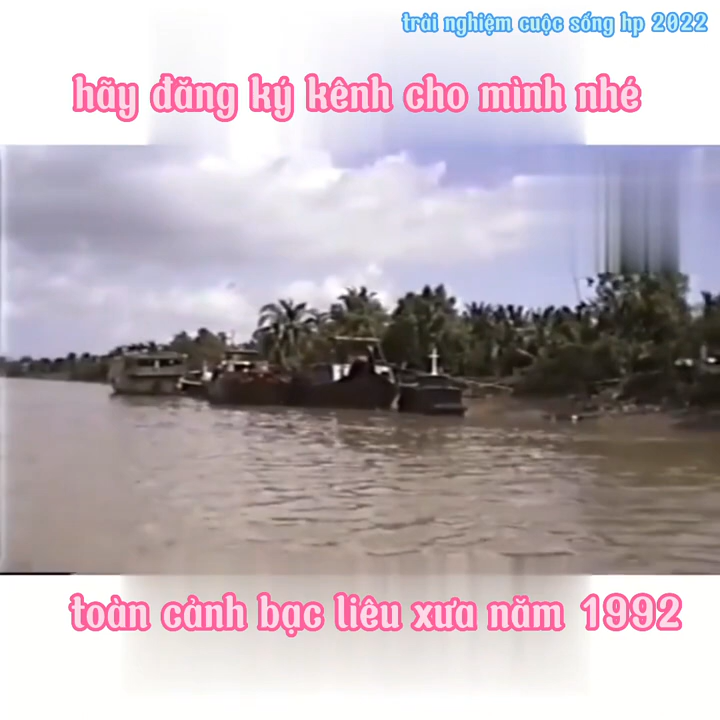 trải nghiệm cuộc sống hp 2022
hãy đăng ký kênh cho mình nhé
toàn cảnh bạc liêu xưa năm 1992